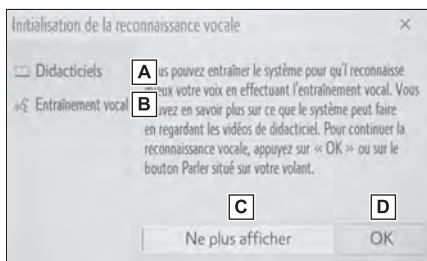 Initialisation de la reconnaissance vocale
Didacticiels
A
us pouvez entraîner le système pour qu'il reconnaisse
eux votre voix en effectuant l'entraînement vocal. Vous
Entraînement vocal
B
uvez en savoir plus sur ce que le système peut faire
en regardant les vidéos de didacticiel. Pour continuer la
reconnaissance vocale, appuyez sur « OK » ou sur le
bouton Parler situé sur votre volant.
C
D
Ne plus afficher
OK